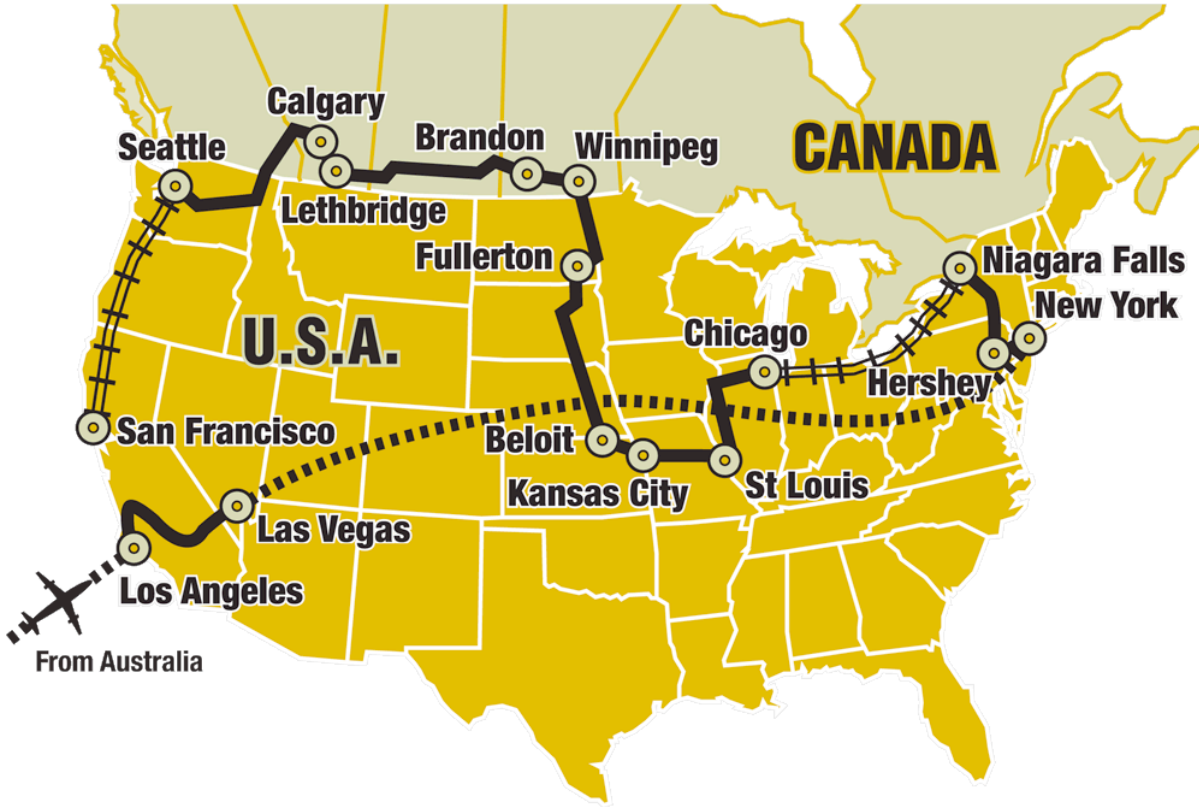 Calgary
Seattle
Brandon
Winnipeg
CANADA
Lethbridge
Fullerton
Niagara Falls
New York
U.S.A.
Chicago
Hershey
San Francisco
Beloit
Kansas City
St Louis
Las Vegas
Los Angeles
From Australia